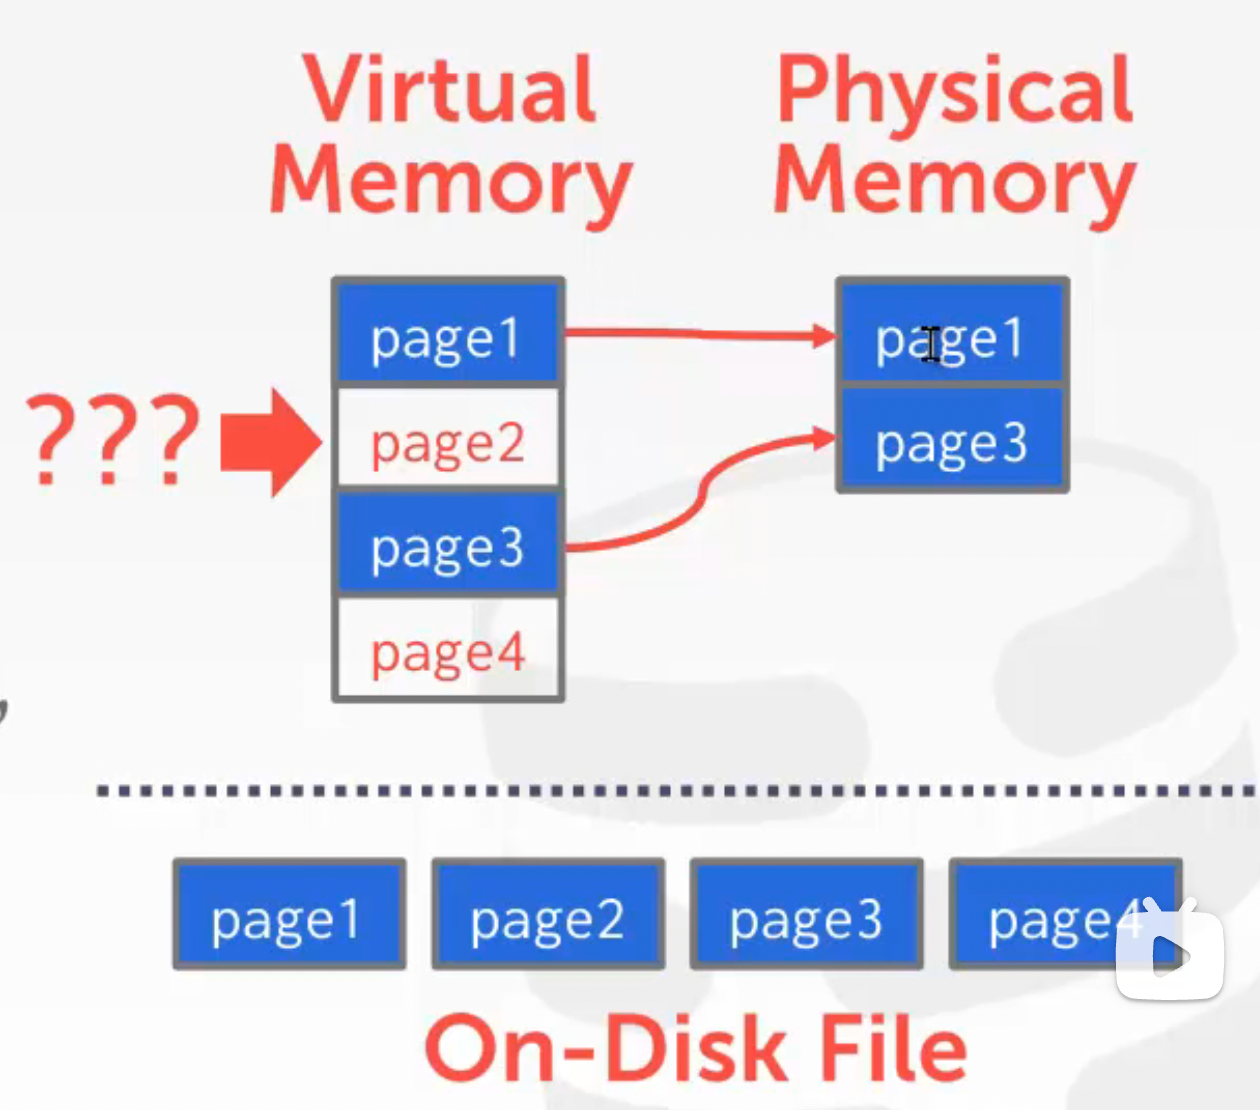 Virtual
Memory
Physical
Memory
page1
page1
???
page2
page3
page3
page4
page1
page2
page3
page4
On-Disk File